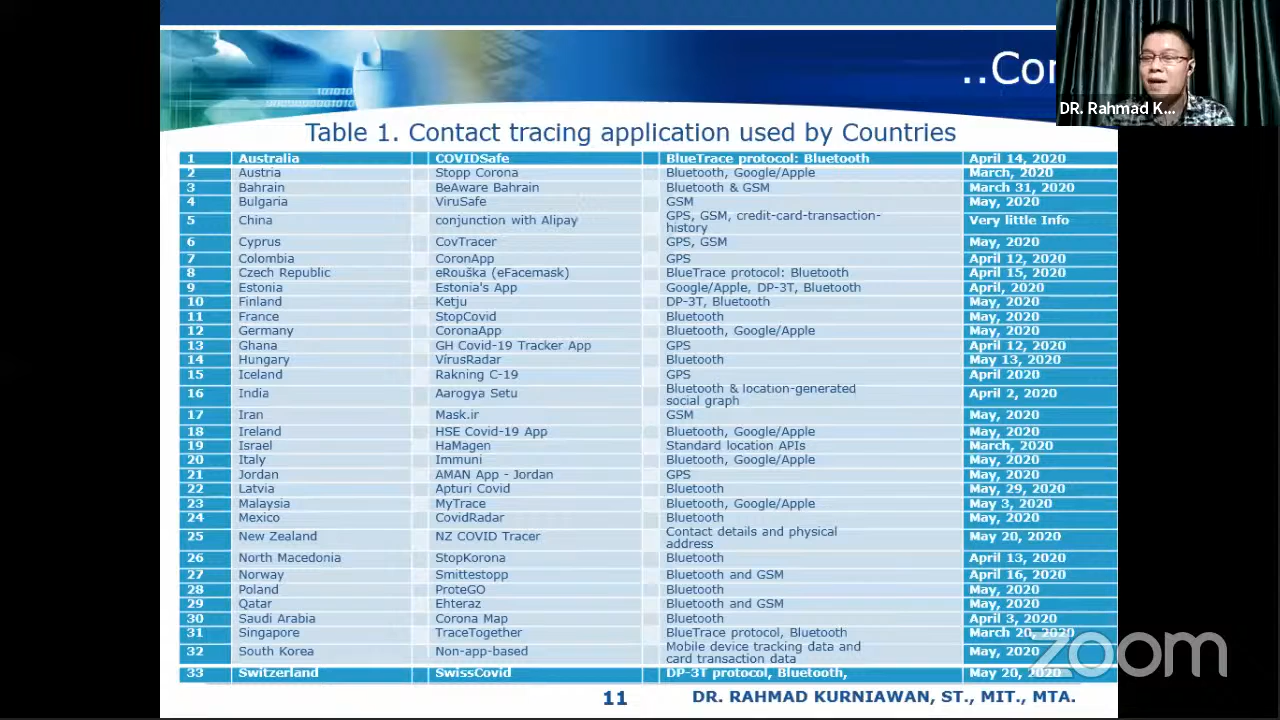 ..Con
DR. Rahmad K...
Table 1. Contact tracing application used by Countries
1 Australia COVIDSafe BlueTrace protocol: Bluetooth April 14, 2020
2 Austria Stopp Corona Bluetooth, Google/Apple March, 2020
3 Bahrain BeAware Bahrain Bluetooth & GSM March 31, 2020
4 Bulgaria ViruSafe GSM May, 2020
5 China conjunction with Alipay GPS, GSM, credit-card-transaction-
history Very little Info
6 Cyprus CovTracer GPS, GSM May, 2020
7 Colombia CoronApp GPS April 12, 2020
8 Czech Republic eRouška (eFacemask) BlueTrace protocol: Bluetooth April 15, 2020
9 Estonia Estonia's App Google/Apple, DP-3T, Bluetooth April, 2020
10 Finland Ketju DP-3T, Bluetooth May, 2020
11 France StopCovid Bluetooth May, 2020
12 Germany CoronaApp Bluetooth, Google/Apple May, 2020
13 Ghana GH Covid-19 Tracker App GPS April 12, 2020
14 Hungary VírusRadar Bluetooth May 13, 2020
15 Iceland Rakning C-19 GPS April 2020
16 India Aarogya Setu Bluetooth & location-generated
social graph April 2, 2020
17 Iran Mask.ir GSM May, 2020
18 Ireland HSE Covid-19 App Bluetooth, Google/Apple May, 2020
19 Israel HaMagen Standard location APIs March, 2020
20 Italy Immuni Bluetooth, Google/Apple May, 2020
21 Jordan AMAN App - Jordan GPS May, 2020
22 Latvia Apturi Covid Bluetooth May, 29, 2020
23 Malaysia MyTrace Bluetooth, Google/Apple May 3, 2020
24 Mexico CovidRadar Bluetooth May, 2020
25 New Zealand NZ COVID Tracer Contact details and physical
address May 20, 2020
26 North Macedonia StopKorona Bluetooth April 13, 2020
27 Norway Smittestopp Bluetooth and GSM April 16, 2020
28 Poland ProteGO Bluetooth May, 2020
29 Qatar Ehteraz Bluetooth and GSM May, 2020
30 Saudi Arabia Corona Map Bluetooth April 3, 2020
31 Singapore TraceTogether BlueTrace protocol, Bluetooth March 20, 2020
32 South Korea Non-app-based Mobile device tracking data and
card transaction data May, 2020
33 Switzerland SwissCovid DP-3T protocol, Bluetooth, May 20, 2020
zoom
11 DR. RAHMAD KURNIAWAN, ST., MIT., MTA.